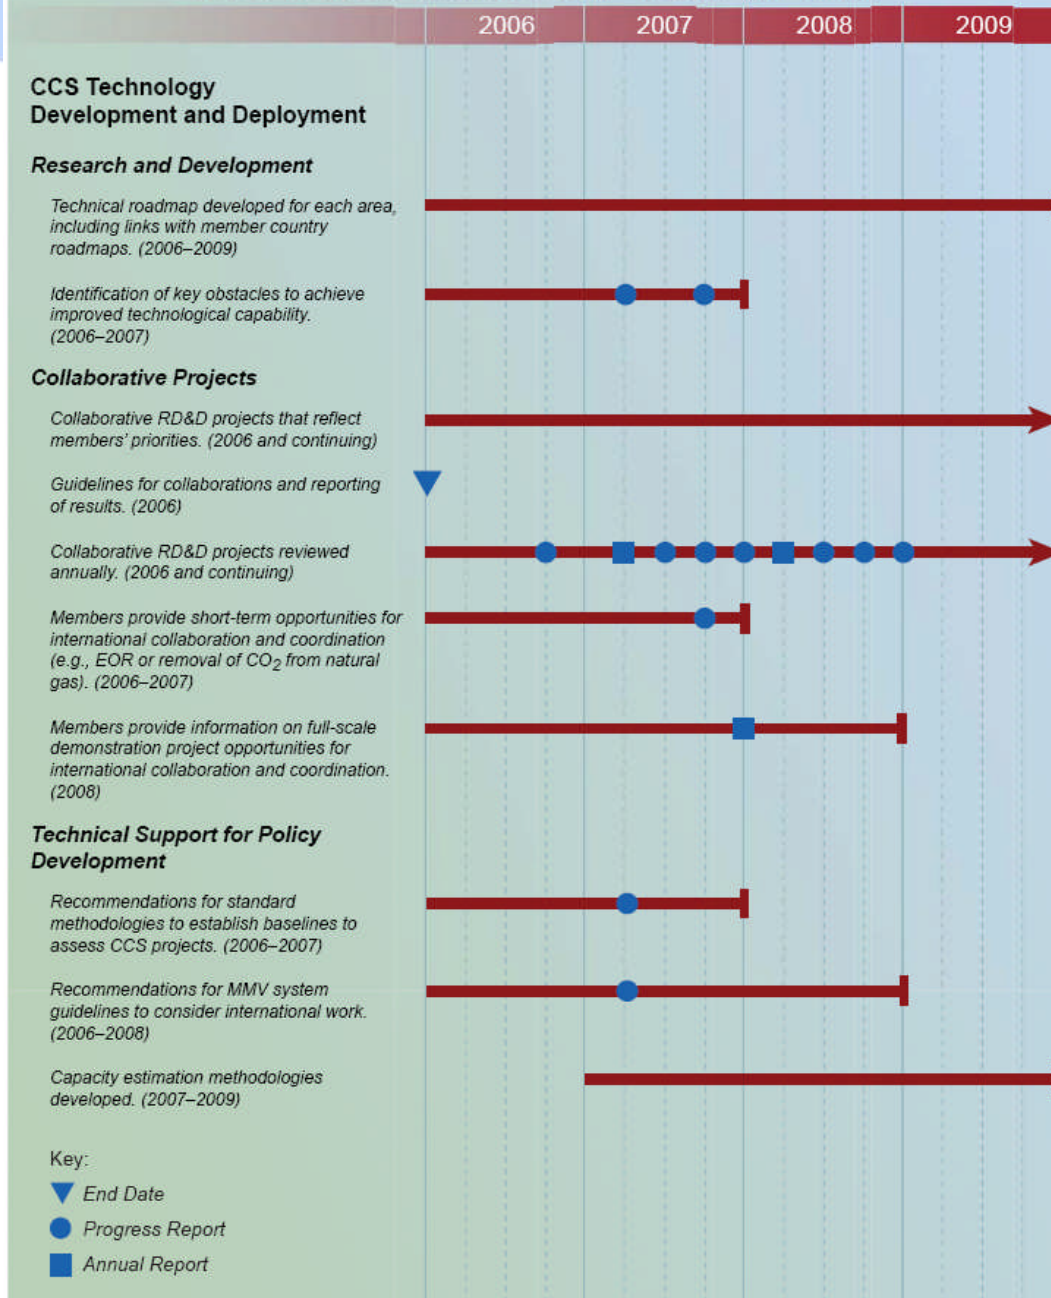 2006 2007 2008 2009
CCS Technology
Development and Deployment
Research and Development
Technical roadmap developed for each area,
including links with member country
roadmaps. (2006–2009)
Identification of key obstacles to achieve
improved technological capability.
(2006–2007)
Collaborative Projects
Collaborative RD&D projects that reflect
members' priorities. (2006 and continuing)
Guidelines for collaborations and reporting
of results. (2006)
Collaborative RD&D projects reviewed
annually. (2006 and continuing)
Members provide short-term opportunities for
international collaboration and coordination
(e.g., EOR or removal of CO2 from natural
gas). (2006–2007)
Members provide information on full-scale
demonstration project opportunities for
international collaboration and coordination.
(2008)
Technical Support for Policy
Development
Recommendations for standard
methodologies to establish baselines to
assess CCS projects. (2006–2007)
Recommendations for MMV system
guidelines to consider international work.
(2006–2008)
Capacity estimation methodologies
developed. (2007–2009)
Key:
End Date
Progress Report
Annual Report